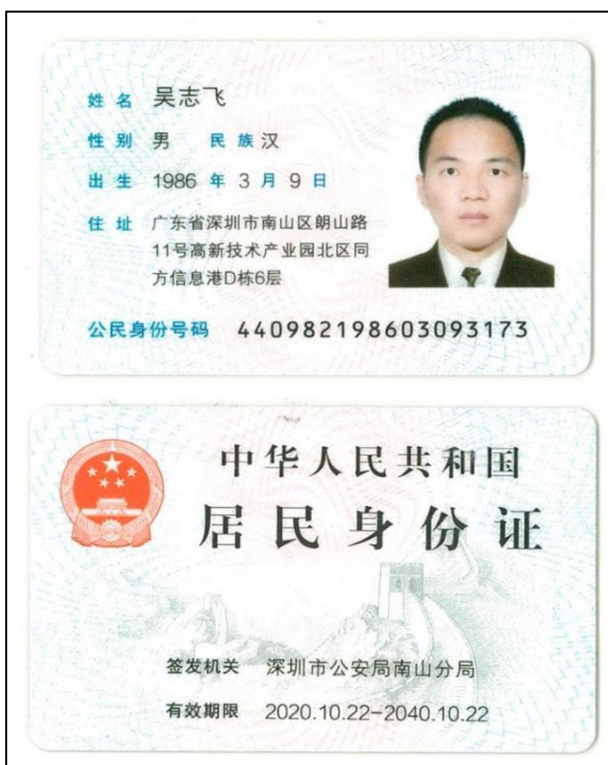 姓名 吴志飞
性别 男 民族 汉
出生 1986 年 3 月 9 日
住址 广东省深圳市南山区朗山路
11号高新技术产业园北区同
方信息港D栋6层
公民身份号码 440982198603093173
中华人民共和国
居民身份证
签发机关 深圳市公安局南山分局
有效期限 2020.10.22-2040.10.22